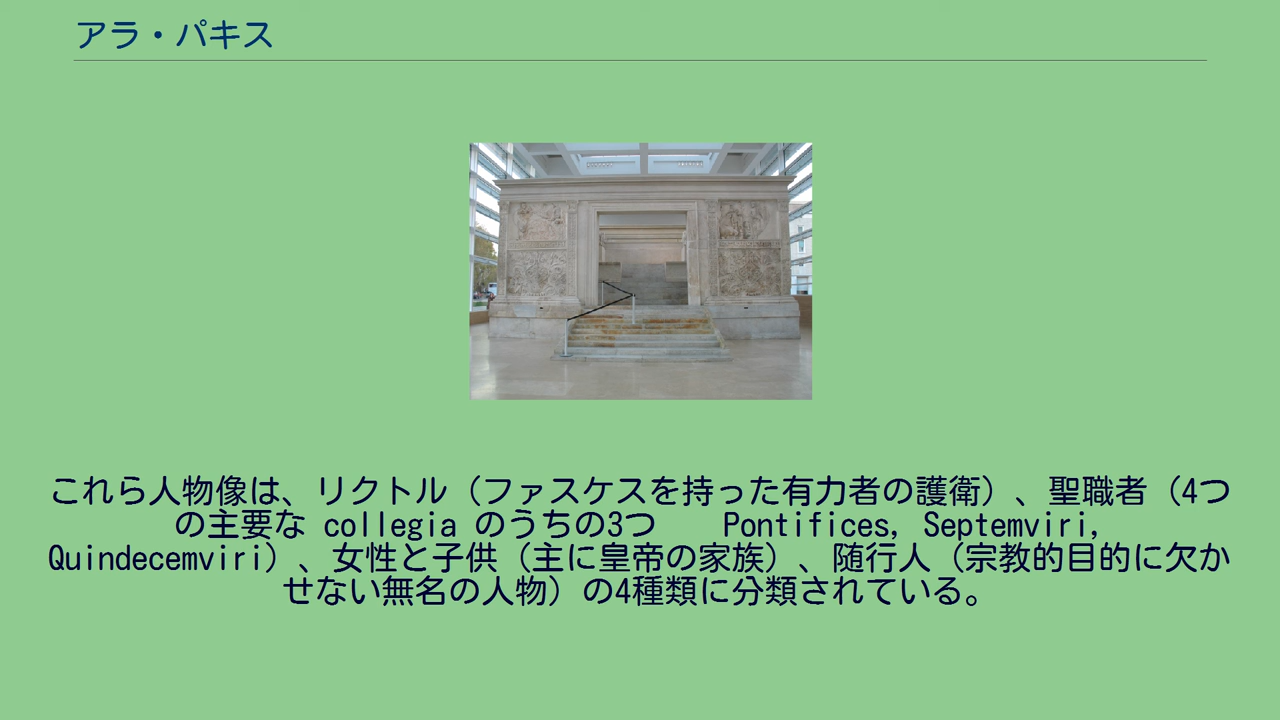 アラ・パキス
これら人物像は、リクトル（ファスケスを持った有力者の護衛）、聖職者（4つ
の主要な collegia のうちの3つ　　Pontifices, Septemviri,
Quindecemviri）、女性と子供（主に皇帝の家族）、随行人（宗教的目的に欠か
せない無名の人物）の4種類に分類されている。